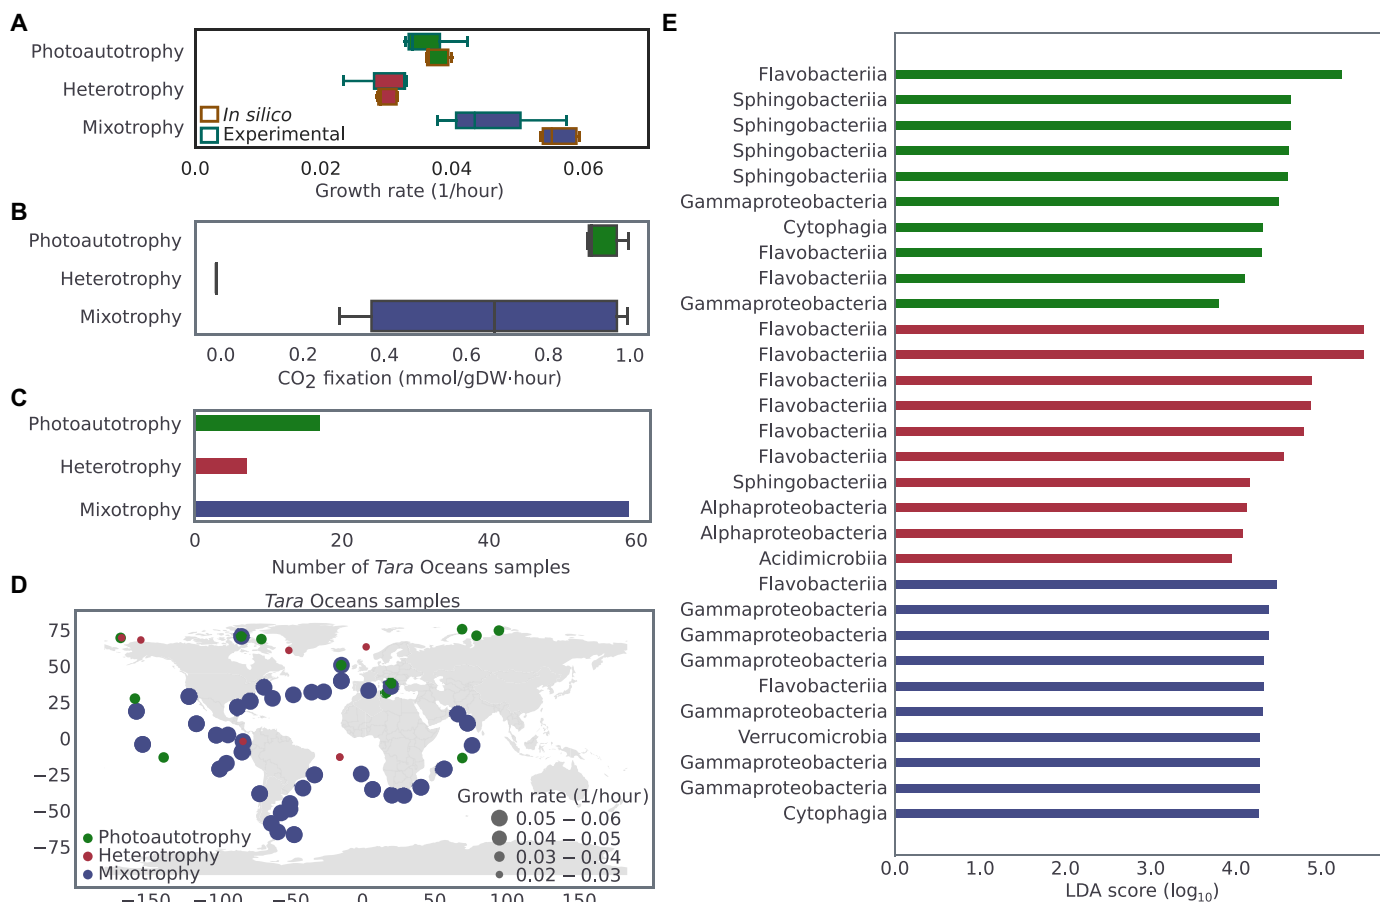 A
Photoautotrophy
Heterotrophy
Mixotrophy
In silico
Experimental
0.0 0.02 0.04 0.06
Growth rate (1/hour)
B
Photoautotrophy
Heterotrophy
Mixotrophy
0.0 0.2 0.4 0.6 0.8 1.0
CO2 fixation (mmol/gDW·hour)
C
Photoautotrophy
Heterotrophy
Mixotrophy
0 20 40 60
Number of Tara Oceans samples
D
Tara Oceans samples
75
50
25
0
−25
−50
−75
Photoautotrophy
Heterotrophy
Mixotrophy
Growth rate (1/hour)
0.05 − 0.06
0.04 − 0.05
0.03 − 0.04
0.02 − 0.03
−150 −100 −50 0 50 100 150
E
Flavobacteriia
Sphingobacteriia
Sphingobacteriia
Sphingobacteriia
Sphingobacteriia
Gammaproteobacteria
Cytophagia
Flavobacteriia
Flavobacteriia
Gammaproteobacteria
Flavobacteriia
Flavobacteriia
Flavobacteriia
Flavobacteriia
Flavobacteriia
Flavobacteriia
Sphingobacteriia
Alphaproteobacteria
Alphaproteobacteria
Acidimicrobiia
Flavobacteriia
Gammaproteobacteria
Gammaproteobacteria
Gammaproteobacteria
Flavobacteriia
Gammaproteobacteria
Verrucomicrobia
Gammaproteobacteria
Gammaproteobacteria
Cytophagia
0.0 1.0 2.0 3.0 4.0 5.0
LDA score (log10)